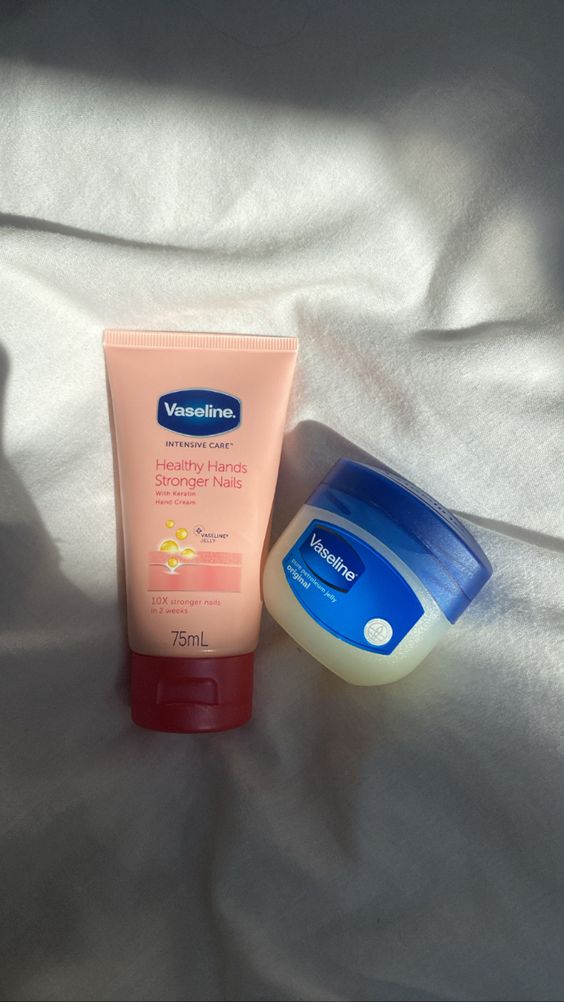 Vaseline.
INTENSIVE CARE™
Healthy Hands
Stronger Nails
With Keratin
Hand Cream
VASELINE®
JELLY
10X stronger nails
in 2 weeks
75mL
Vaseline
pure petroleum jelly
original